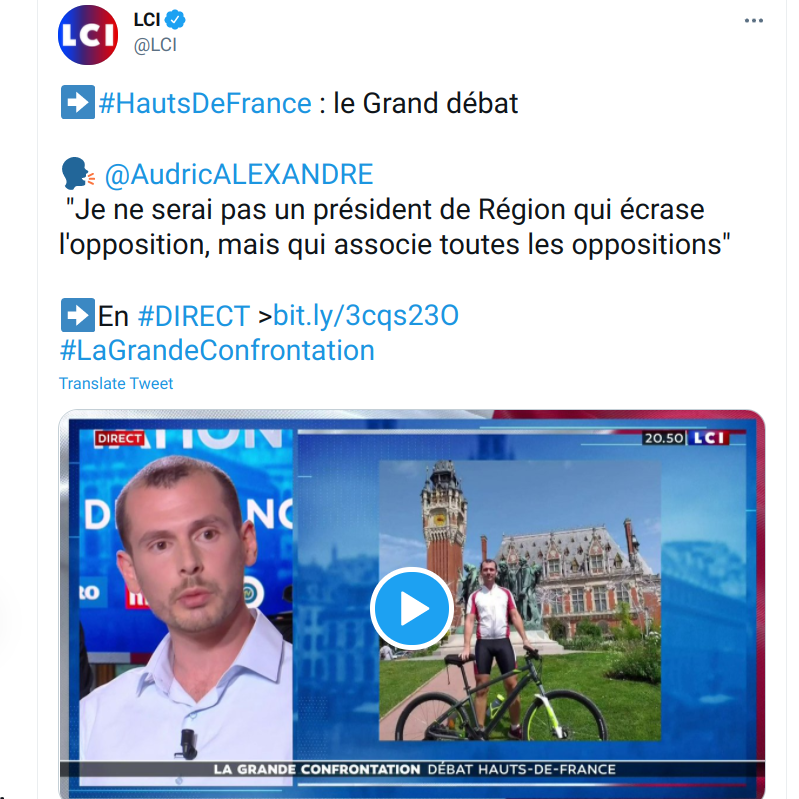 LCI
LCI
@LCI
#HautsDeFrance : le Grand débat
@AudricALEXANDRE
"Je ne serai pas un président de Région qui écrase
l'opposition, mais qui associe toutes les oppositions"
En #DIRECT >bit.ly/3cqs23O
#LaGrandeConfrontation
Translate Tweet
DIRECT
20.50 LCI
LA GRANDE CONFRONTATION DÉBAT HAUTS-DE-FRANCE